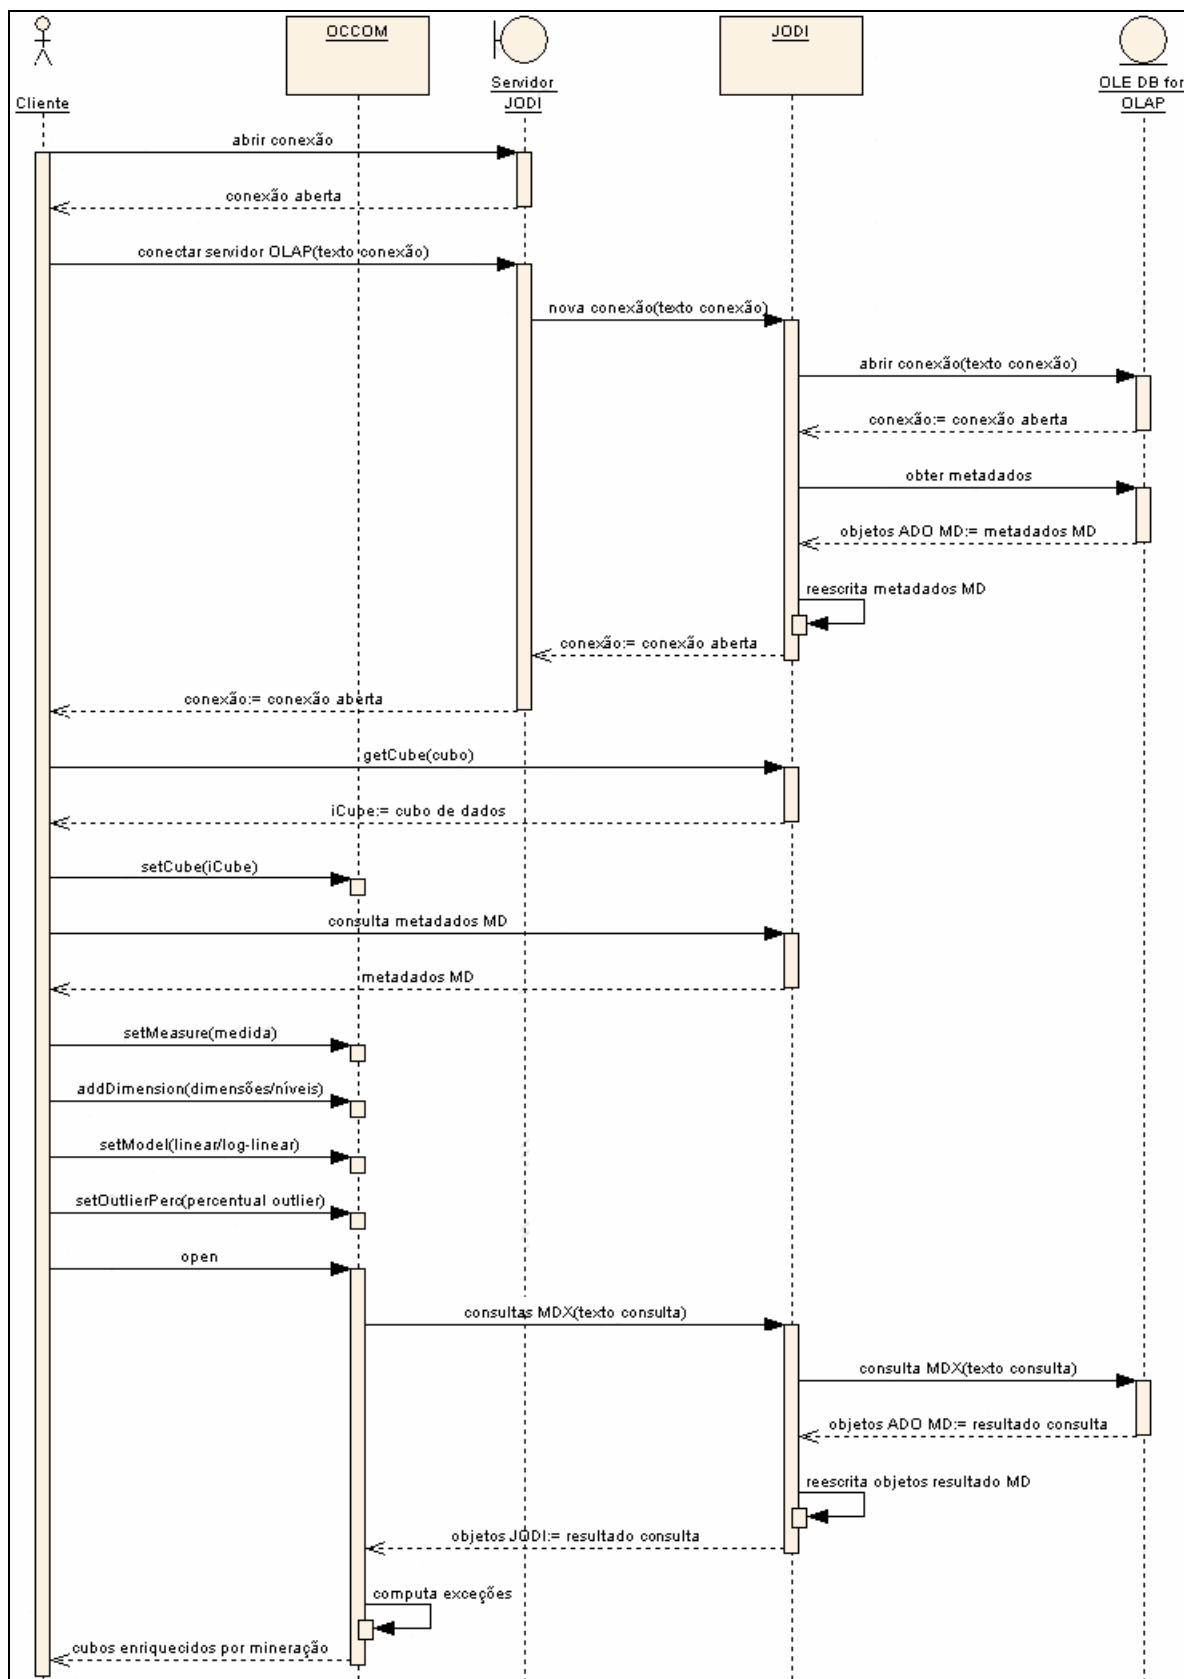 OCCOM
JODI
Servidor
JODI
OLE DB for
OLAP
Cliente
abrir conexão
conexão aberta
conectar servidor OLAP(texto conexão)
nova conexão(texto conexão)
abrir conexão(texto conexão)
conexão:= conexão aberta
obter metadados
objetos ADO MD:= metadados MD
reescrita metadados MD
conexão:= conexão aberta
conexão:= conexão aberta
getCube(cubo)
iCube:= cubo de dados
setCube(iCube)
consulta metadados MD
metadados MD
setMeasure(medida)
addDimension(dimensões/níveis)
setModel(linear/log-linear)
setOutlierPerc(percentual outlier)
open
consultas MDX(texto consulta)
consulta MDX(texto consulta)
objetos ADO MD:= resultado consulta
reescrita objetos resultado MD
objetos JODI:= resultado consulta
computa exceções
cubos enriquecidos por mineração